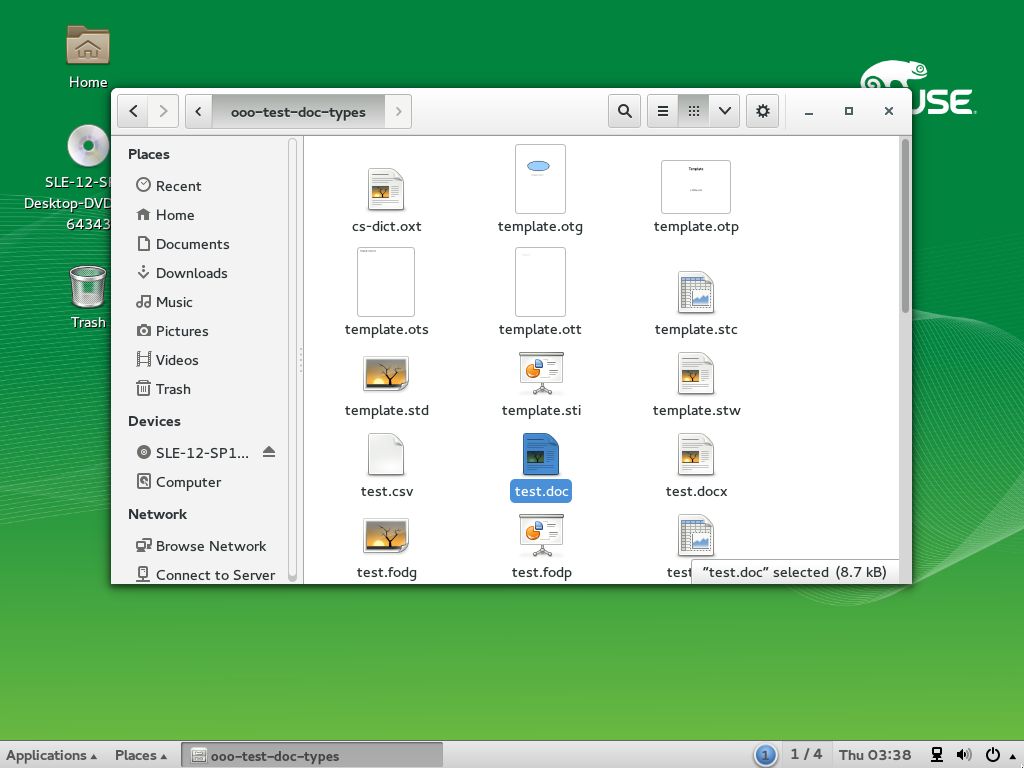 Home
SUSE
SLE-12-SP
Desktop-DVD
64343
Trash
ooo-test-doc-types
Places
Recent
Home
Documents
Downloads
Music
Pictures
Videos
Trash
Devices
SLE-12-SP1...
Computer
Network
Browse Network
Connect to Server
cs-dict.oxt
template.otg
Template
template.otp
template.ots
template.ott
template.stc
template.std
template.sti
template.stw
test.csv
test.doc
test.docx
test.fodg
test.fodp
test
"test.doc" selected (8.7 kB)
Applications
Places
ooo-test-doc-types
1
1 / 4
Thu 03:38